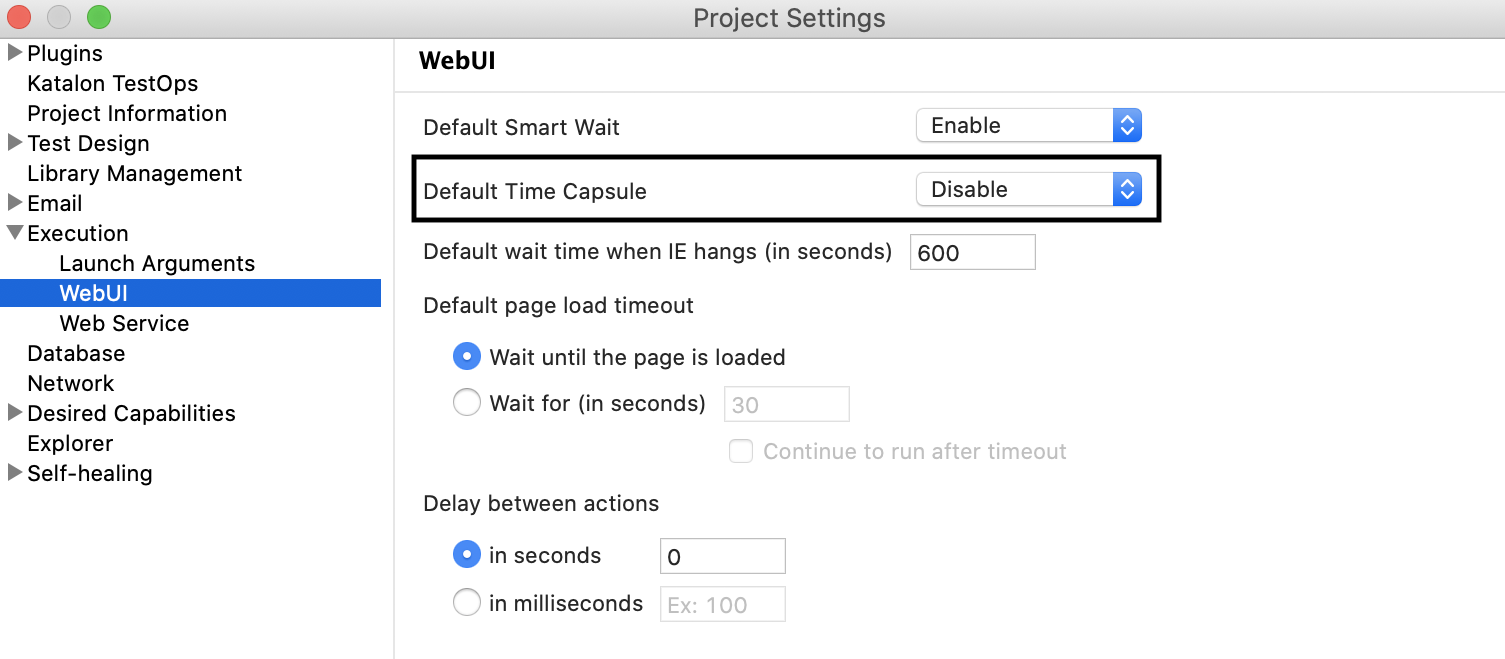 Project Settings
Plugins
Katalon TestOps
Project Information
Test Design
Library Management
Email
Execution
Launch Arguments
WebUI
Web Service
Database
Network
Desired Capabilities
Explorer
Self-healing
WebUI
Default Smart Wait Enable
Default Time Capsule Disable
Default wait time when IE hangs (in seconds) 600
Default page load timeout
Wait until the page is loaded
Wait for (in seconds) 30
Continue to run after timeout
Delay between actions
in seconds 0
in milliseconds Ex: 100